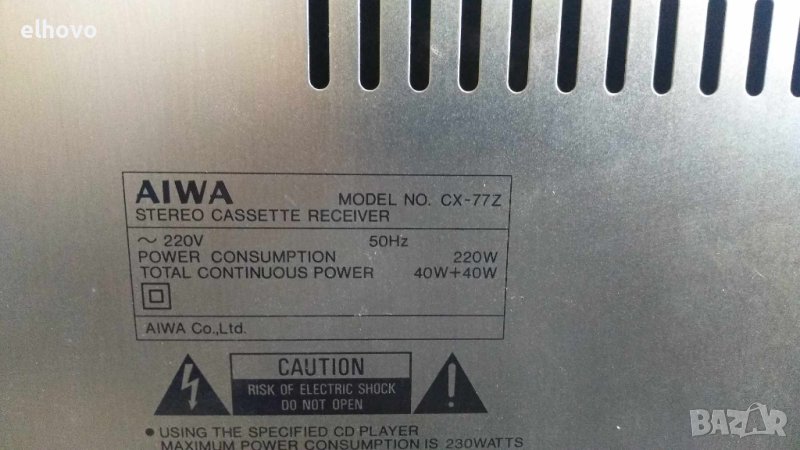 elhovo
AIWA MODEL NO. CX-77Z
STEREO CASSETTE RECEIVER
~ 220V 50Hz
POWER CONSUMPTION 220W
TOTAL CONTINUOUS POWER 40W+40W
AIWA Co.,Ltd.
CAUTION
RISK OF ELECTRIC SHOCK
DO NOT OPEN
• USING THE SPECIFIED CD PLAYER
MAXIMUM POWER CONSUMPTION IS 230WATTS
BAZAR